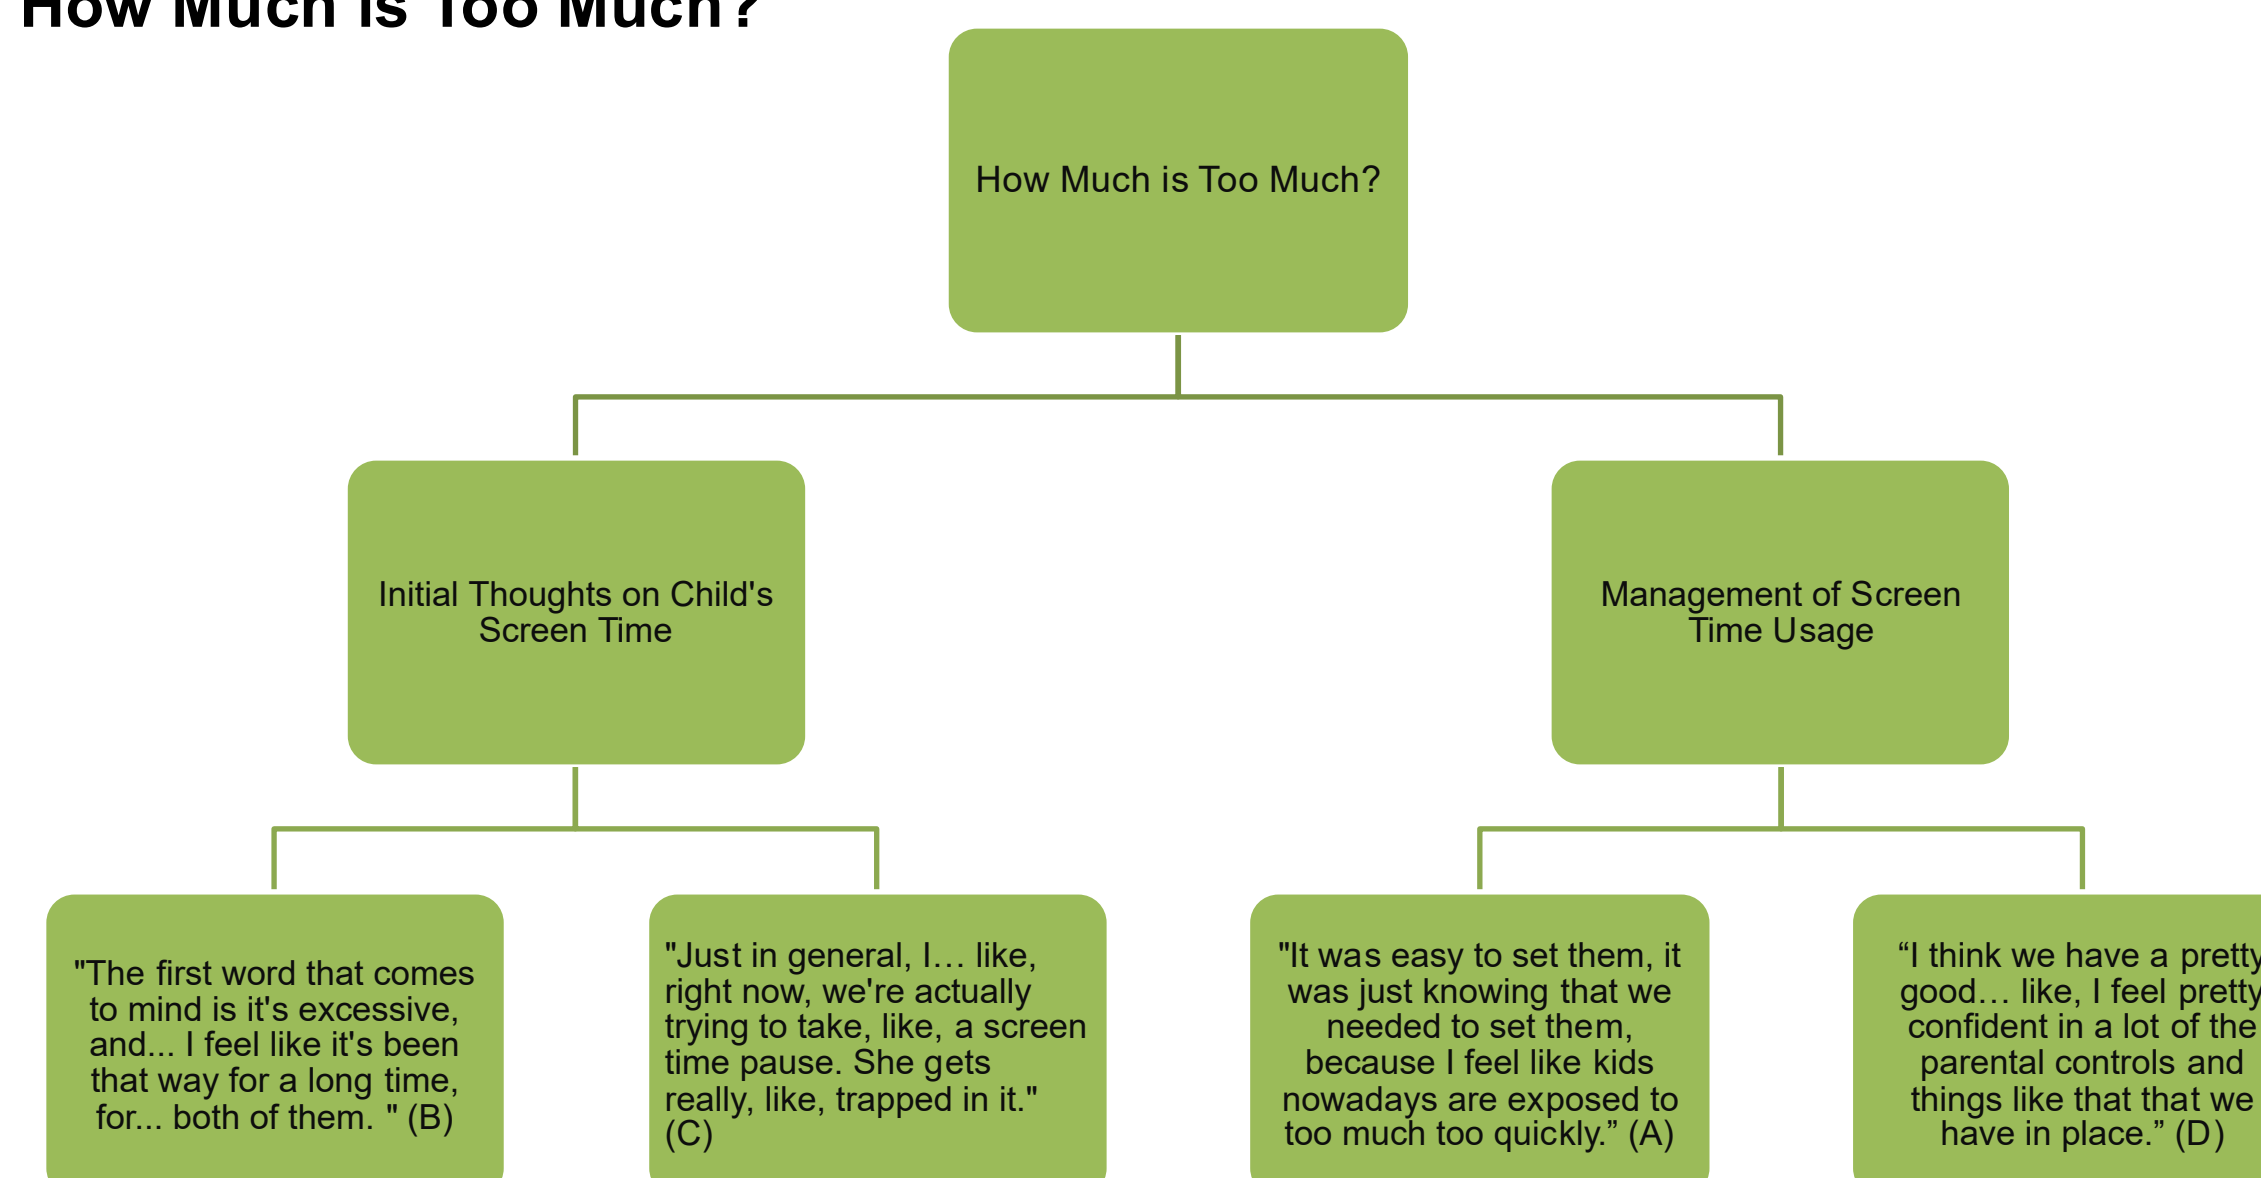 How Much is Too Much?
How Much is Too Much?
Initial Thoughts on Child's
Screen Time
Management of Screen
Time Usage
"The first word that comes
to mind is it's excessive,
and... I feel like it's been
that way for a long time,
for... both of them. " (B)
"Just in general, I… like,
right now, we're actually
trying to take, like, a screen
time pause. She gets
really, like, trapped in it."
(C)
"It was easy to set them, it
was just knowing that we
needed to set them,
because I feel like kids
nowadays are exposed to
too much too quickly.” (A)
“I think we have a pretty
good… like, I feel pretty
confident in a lot of the
parental controls and
things like that that we
have in place.” (D)